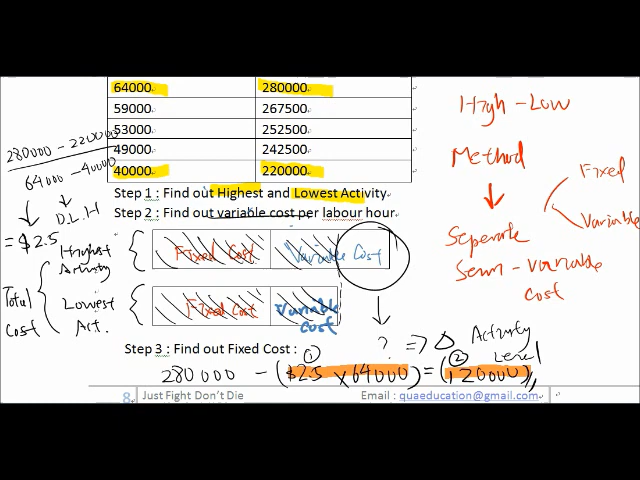 64000 280000
59000 267500
53000 252500
49000 242500
40000 220000
280000 - 220000
64000 - 40000
D.L.H
= $2.5
Step 1 : Find out Highest and Lowest Activity
Step 2 : Find out variable cost per labour hour.
Total Cost
Highest Activity
Fixed Cost Variable Cost
Lowest Act.
Fixed Cost Variable cost
? => Δ Activity Level
Step 3 : Find out Fixed Cost :
① ②
280000 - ($2.5 x 64000) = (120000)
8. Just Fight Don't Die Email : quaeducation@gmail.com
High - Low
Method
Fixed
Variable
Seperate
Semi - variable
cost